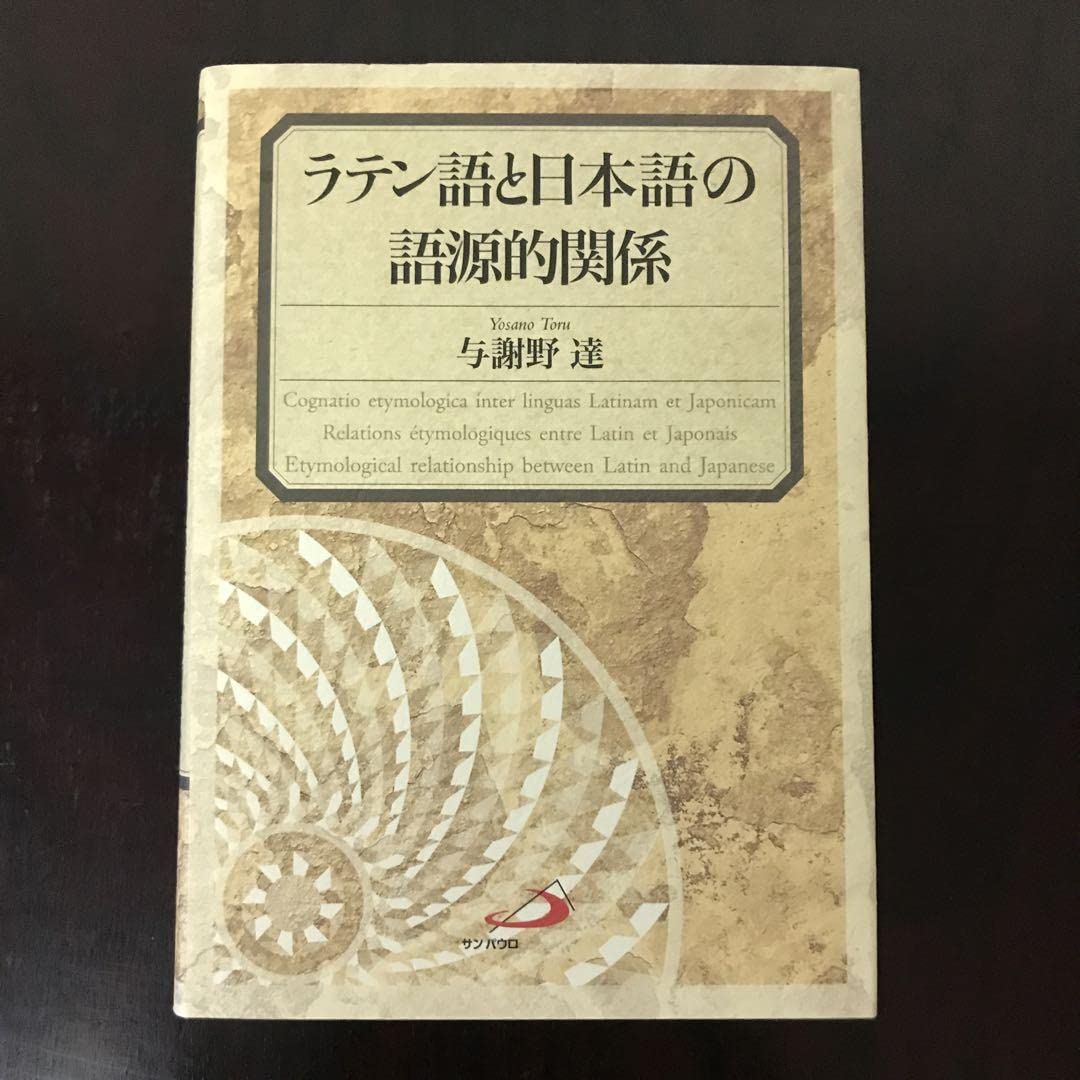 ラテン語と日本語の
語源的関係
Yosano Toru
与謝野 達
Cognatio etymologica inter linguas Latinam et Japonicam
Relations étymologiques entre Latin et Japonais
Etymological relationship between Latin and Japanese
サンパウロ